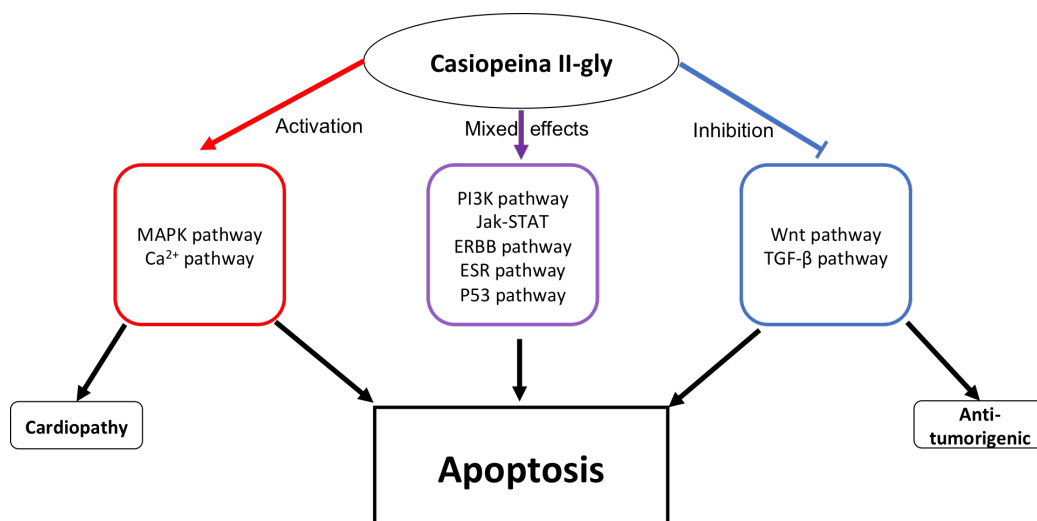 Casiopeina II-gly
Activation
Mixed effects
Inhibition
MAPK pathway
Ca²⁺ pathway
PI3K pathway
Jak-STAT
ERBB pathway
ESR pathway
P53 pathway
Wnt pathway
TGF-β pathway
Cardiopathy
Apoptosis
Anti-
tumorigenic